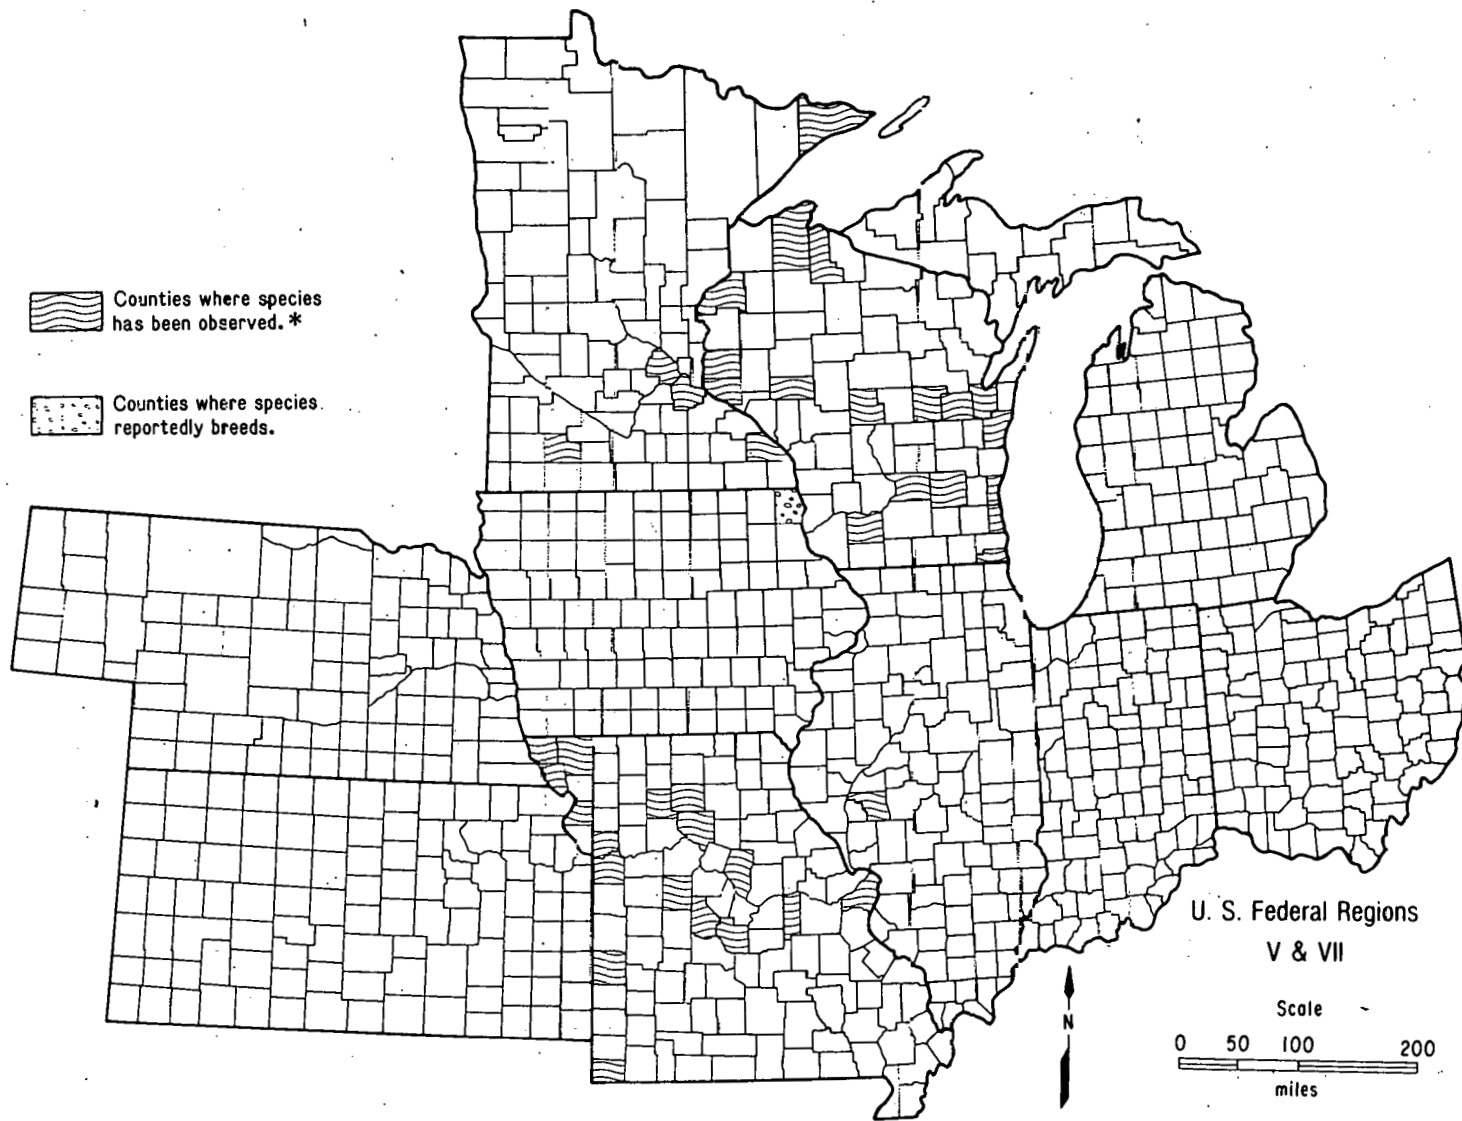 Counties where species
has been observed.*
Counties where species
reportedly breeds.
U. S. Federal Regions
V & VII
Scale
0 50 100 200
miles
N